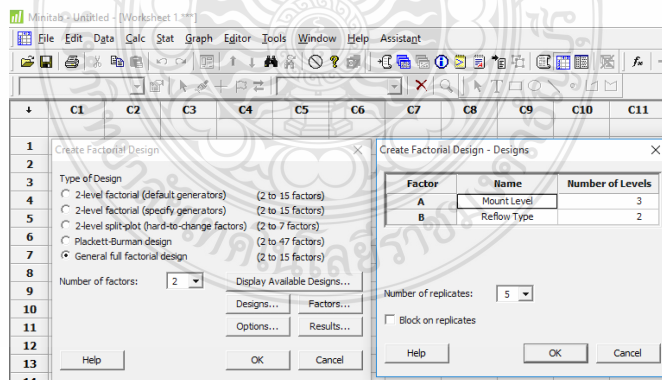 Minitab - Untitled - [Worksheet 1 ***]
File Edit Data Calc Stat Graph Editor Tools Window Help Assistant
↓ C1 C2 C3 C4 C5 C6 C7 C8 C9 C10 C11
1
2
3
4
5
6
7
8
9
10
11
12
13
Create Factorial Design
Type of Design
2-level factorial (default generators) (2 to 15 factors)
2-level factorial (specify generators) (2 to 15 factors)
2-level split-plot (hard-to-change factors) (2 to 7 factors)
Plackett-Burman design (2 to 47 factors)
General full factorial design (2 to 15 factors)
Number of factors: 2 Display Available Designs...
Designs... Factors...
Options... Results...
Help OK Cancel
Create Factorial Design - Designs
Factor Name Number of Levels
A Mount Level 3
B Reflow Type 2
Number of replicates: 5
Block on replicates
Help OK Cancel